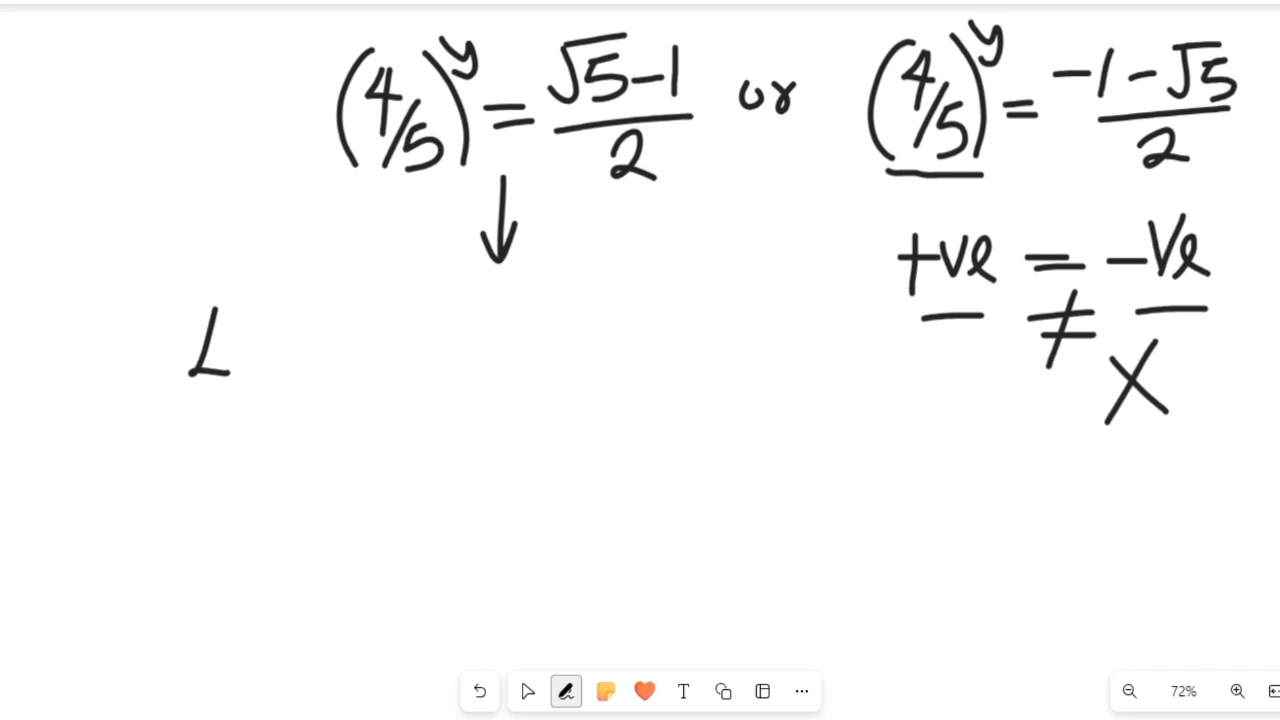 (4/5)^y = (√5-1)/2 or (4/5)^y = (-1-√5)/2
+ve = -ve
≠
X
L
T
72%